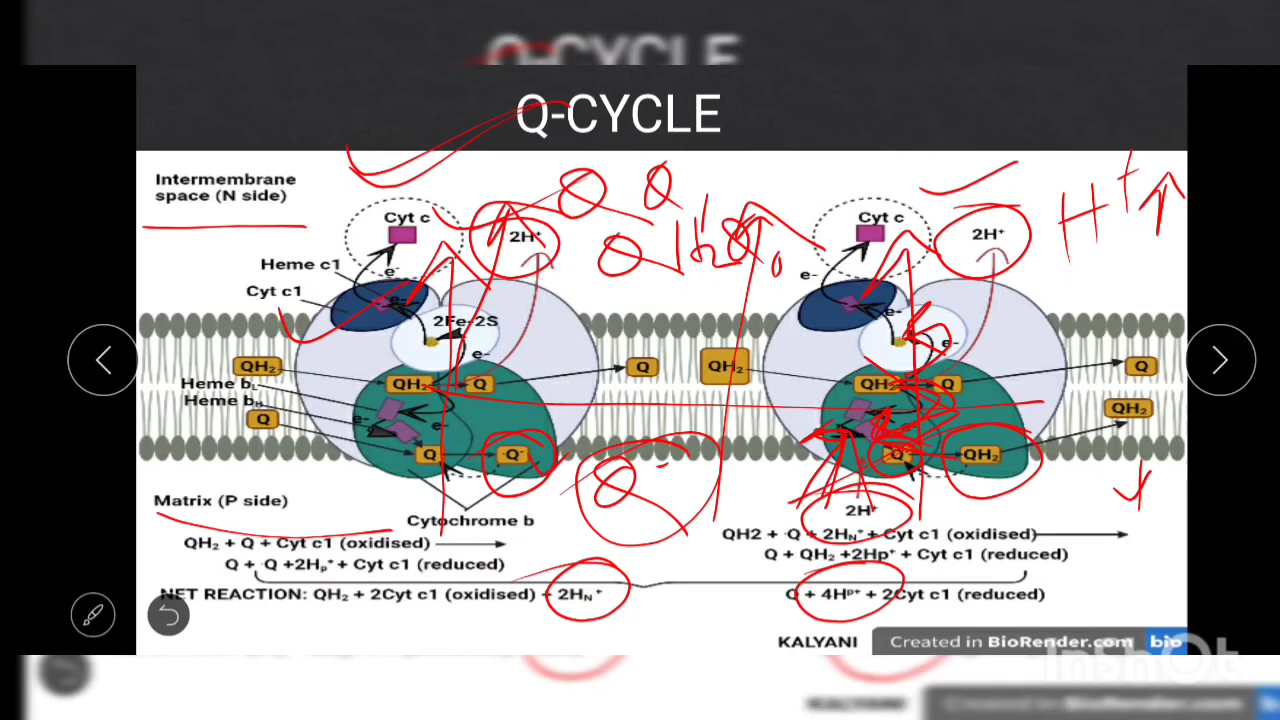 Q-CYCLE
Q-CYCLE
Intermembrane
space (N side)
Cyt c
2H⁺
Q Q
QH₂
Cyt c
2H⁺
H⁺
Heme c1
e-
e-
Cyt c1
2Fe-2S
e-
e-
e-
e-
QH₂
QH₂
Q
Q
QH₂
QH₂
Q
Q
Heme bL
Heme bH
Q
e-
e-
Q
Q⁻
Q⁻
QH₂
Q
QH₂
Matrix (P side)
Cytochrome b
2H⁺
QH₂ + Q + Cyt c1 (oxidised)
Q + ·Q +2Hₚ⁺ + Cyt c1 (reduced)
QH2 + ·Q + 2HN⁺ + Cyt c1 (oxidised)
Q + QH₂ +2Hp⁺ + Cyt c1 (reduced)
NET REACTION: QH₂ + 2Cyt c1 (oxidised) + 2HN⁺
Q + 4Hᵖ⁺ + 2Cyt c1 (reduced)
KALYANI
Created in BioRender.com
bio
InShOt